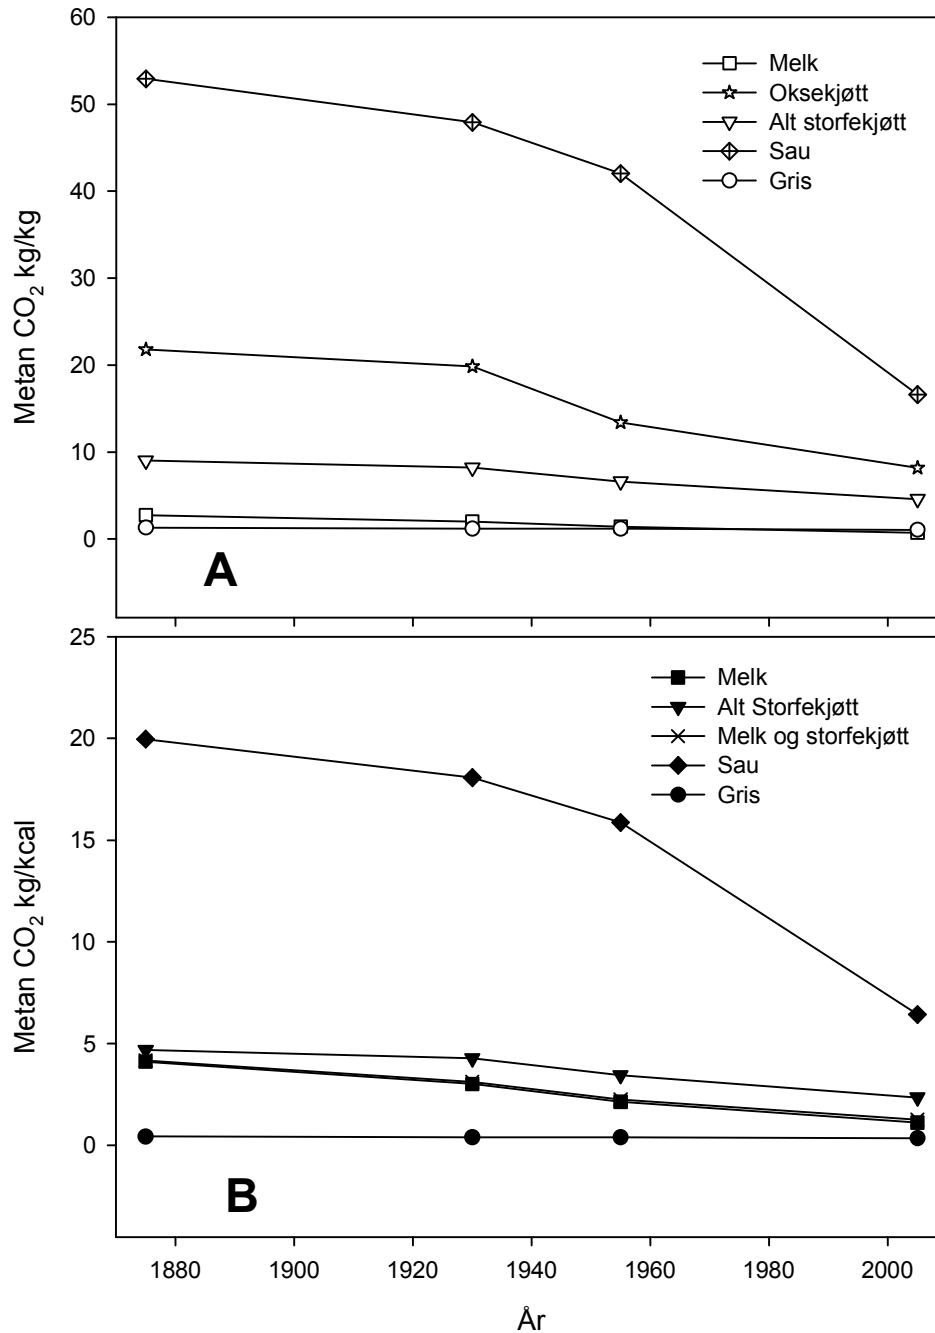 60
50
40
30
20
10
0
Metan CO₂ kg/kg
Melk
Oksekjøtt
Alt storfekjøtt
Sau
Gris
A
25
20
15
10
5
0
Metan CO₂ kg/kcal
Melk
Alt Storfekjøtt
Melk og storfekjøtt
Sau
Gris
B
1880 1900 1920 1940 1960 1980 2000
År